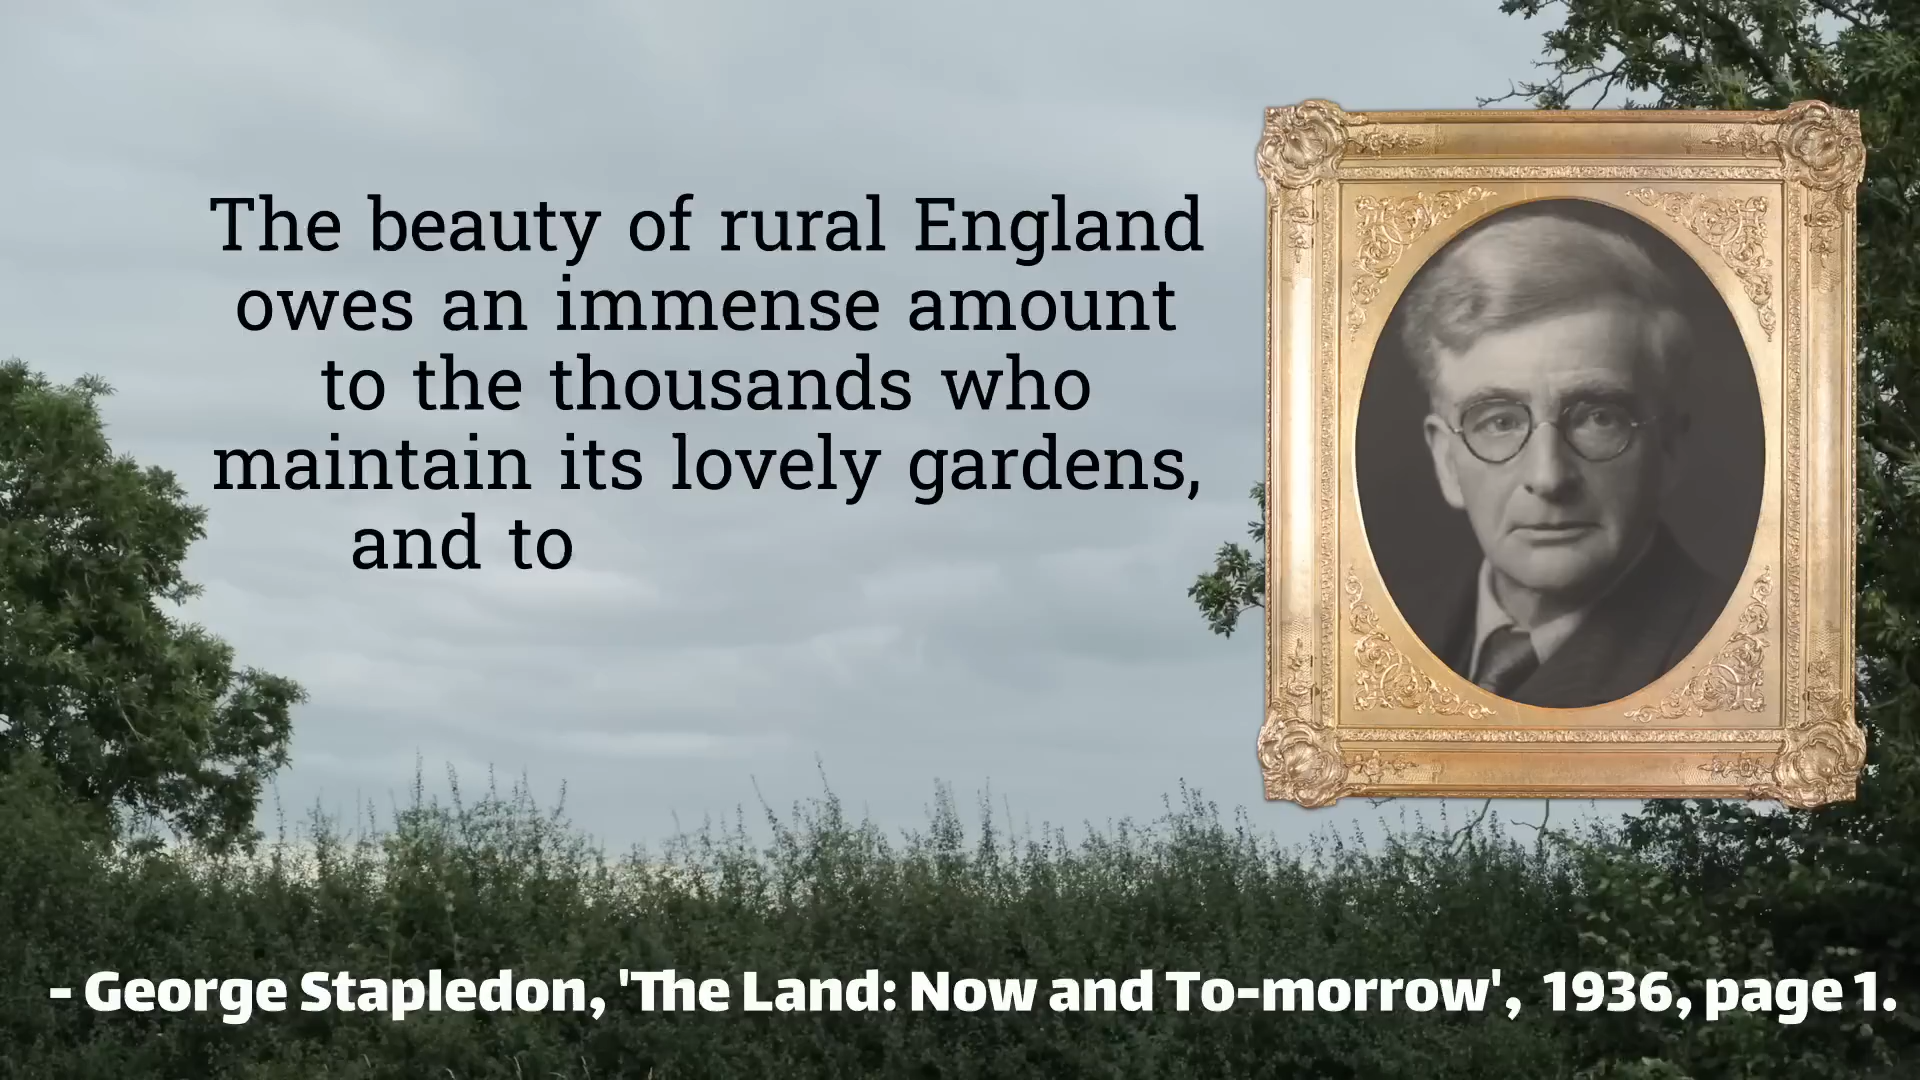 The beauty of rural England
owes an immense amount
to the thousands who
maintain its lovely gardens,
and to
- George Stapledon, 'The Land: Now and To-morrow', 1936, page 1.